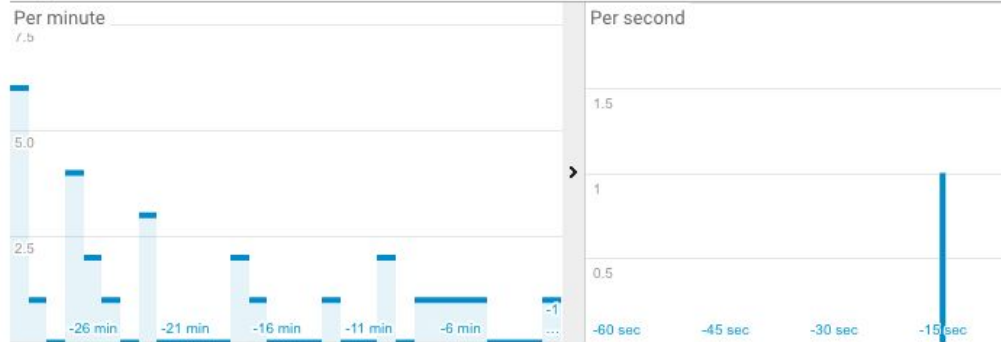 Per minute
7.5
5.0
2.5
-26 min
-21 min
-16 min
-11 min
-6 min
-1
...
Per second
1.5
1
0.5
-60 sec
-45 sec
-30 sec
-15 sec